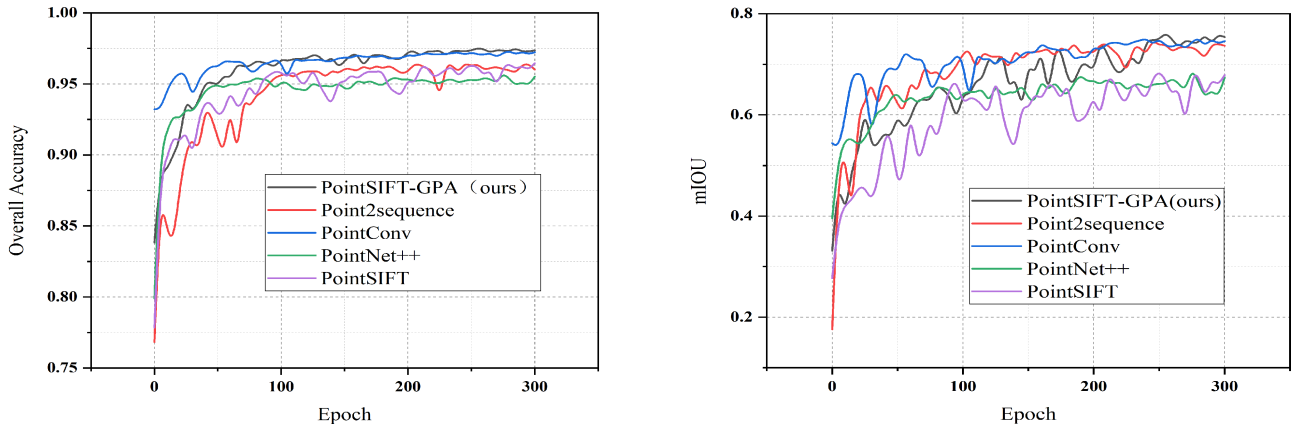 1.00
0.95
0.90
0.85
0.80
0.75
Overall Accuracy
PointSIFT-GPA（ours）
Point2sequence
PointConv
PointNet++
PointSIFT
0
100
200
300
Epoch
0.8
0.6
0.4
0.2
mIOU
PointSIFT-GPA(ours)
Point2sequence
PointConv
PointNet++
PointSIFT
0
100
200
300
Epoch